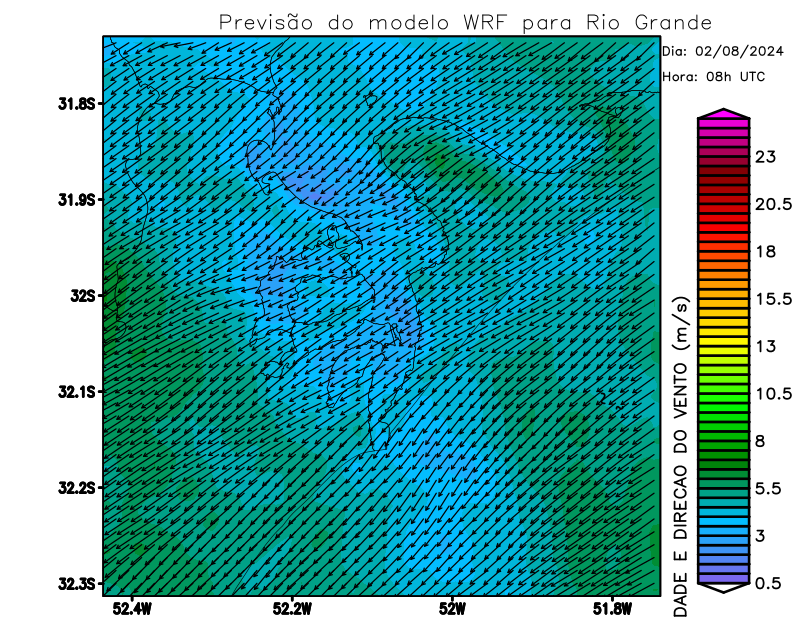 Previsão do modelo WRF para Rio Grande
Dia: 02/08/2024
Hora: 08h UTC
31.8S
31.9S
32S
32.1S
32.2S
32.3S
52.4W
52.2W
52W
51.8W
23
20.5
18
15.5
13
10.5
8
5.5
3
0.5
DADE E DIRECAO DO VENTO (m/s)